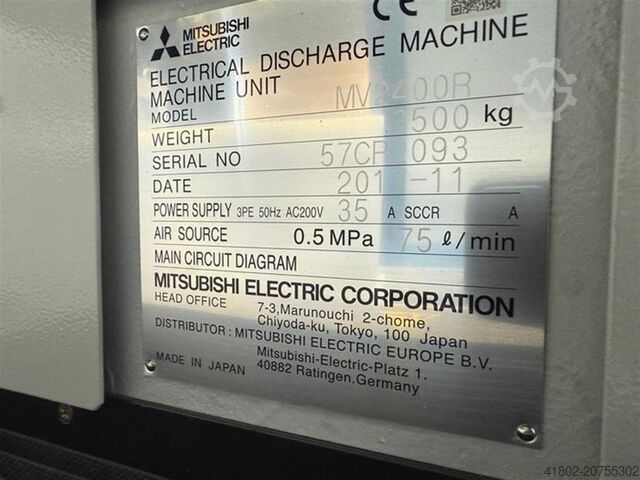 MITSUBISHI
ELECTRIC
CE
ELECTRICAL DISCHARGE MACHINE
MACHINE UNIT
MODEL MV2400R
WEIGHT 3500 kg
SERIAL NO
DATE
POWER SUPPLY 3PE 50Hz AC200V 35 A SCCR A
AIR SOURCE 0.5 MPa 75 ℓ/min
MAIN CIRCUIT DIAGRAM
MITSUBISHI ELECTRIC CORPORATION
HEAD OFFICE 7-3,Marunouchi 2-chome,
Chiyoda-ku, Tokyo, 100 Japan
DISTRIBUTOR : MITSUBISHI ELECTRIC EUROPE B.V.
Mitsubishi-Electric-Platz 1.
MADE IN JAPAN 40882 Ratingen,Germany
41802-20755302